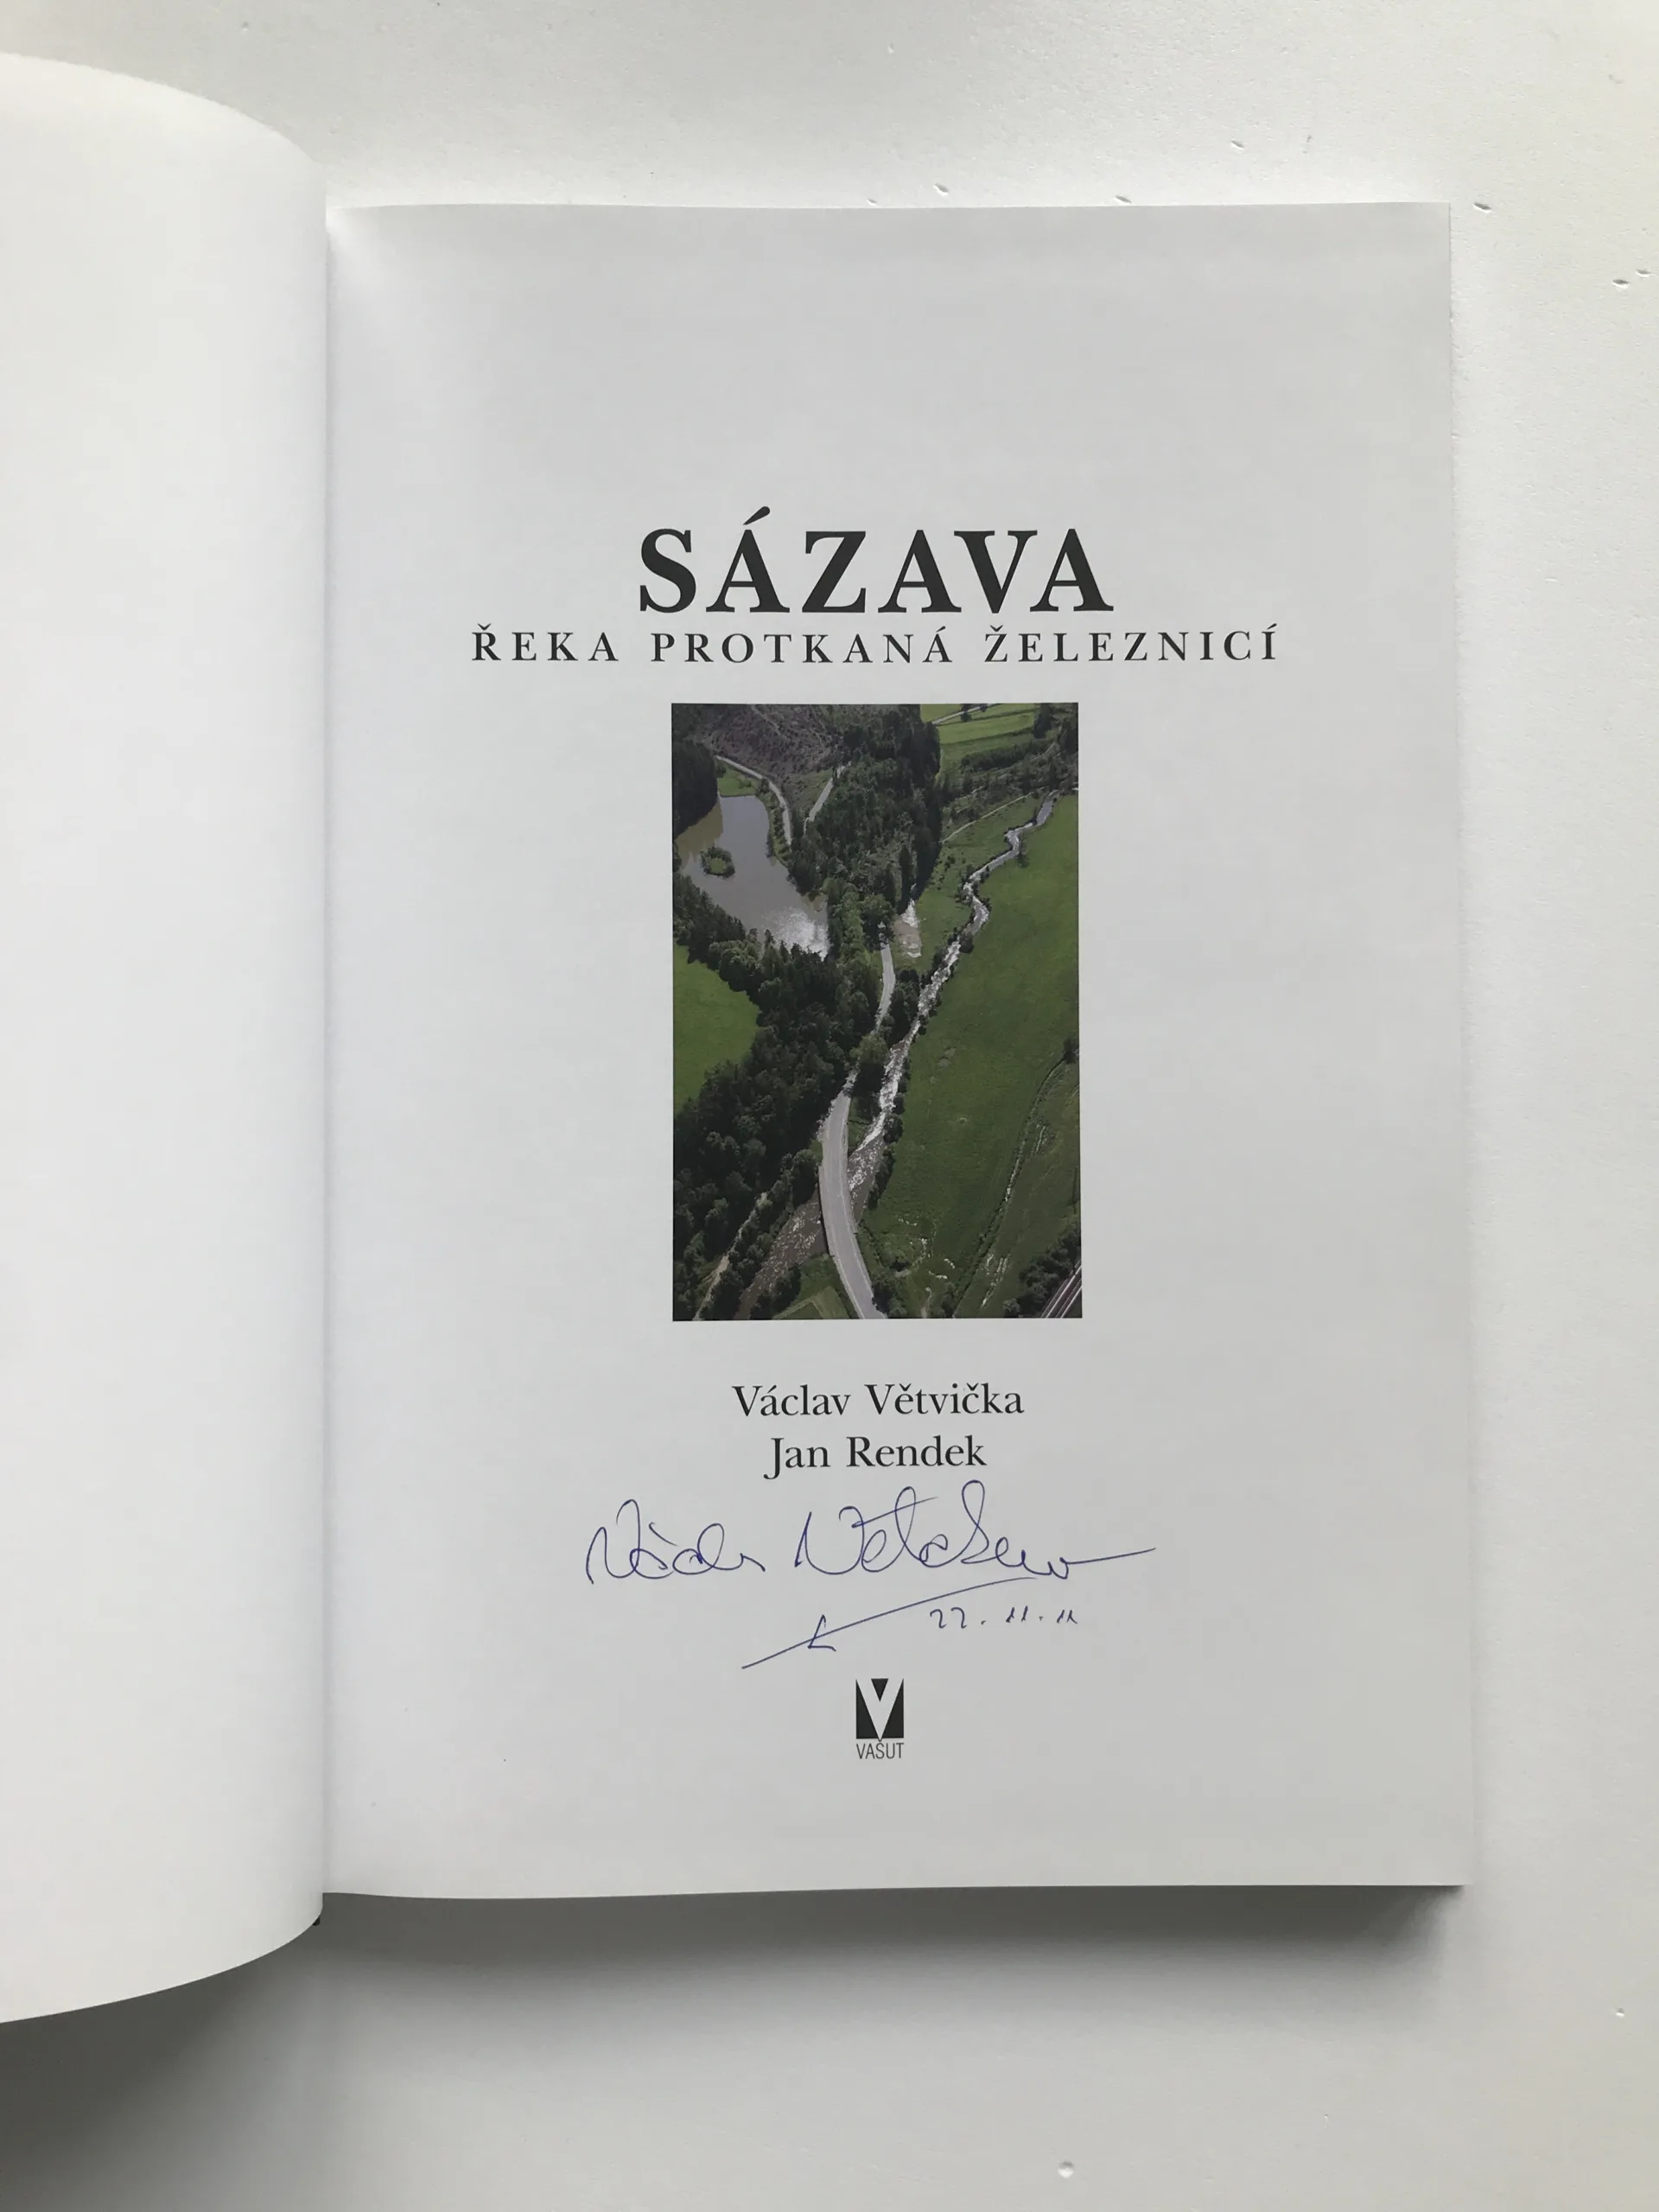 SÁZAVA
ŘEKA PROTKANÁ ŽELEZNICÍ
Václav Větvička
Jan Rendek
22.11.11
VAŠUT